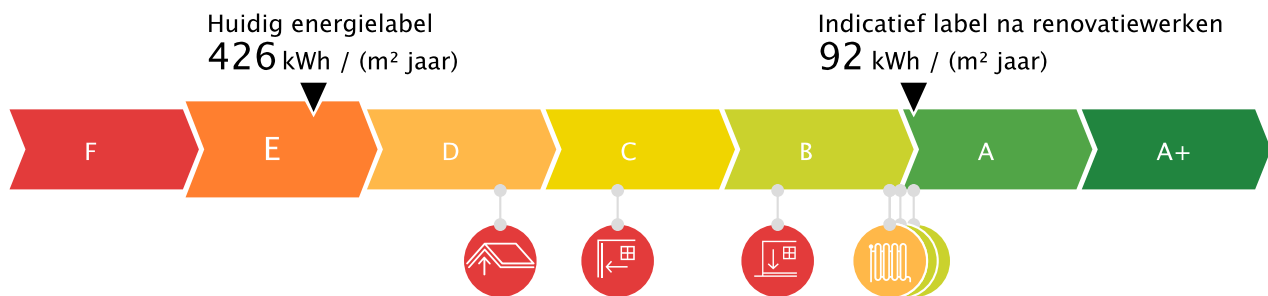 Huidig energielabel
426 kWh / (m² jaar)
Indicatief label na renovatiewerken
92 kWh / (m² jaar)
F
E
D
C
B
A
A+